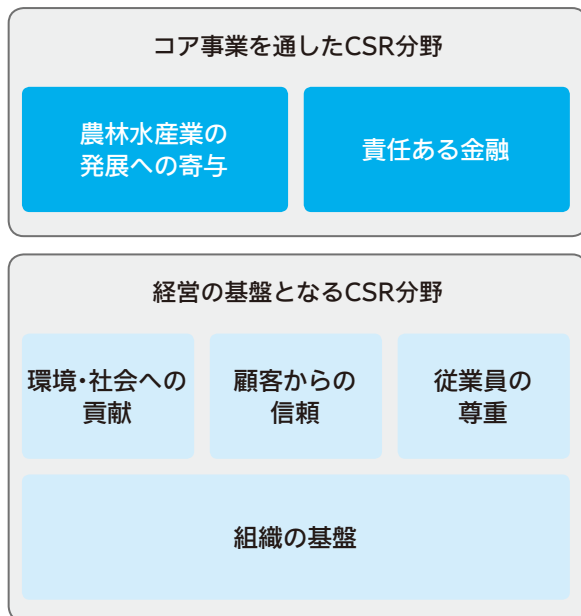 コア事業を通したCSR分野
農林水産業の
発展への寄与
責任ある金融
経営の基盤となるCSR分野
環境・社会への
貢献
顧客からの
信頼
従業員の
尊重
組織の基盤